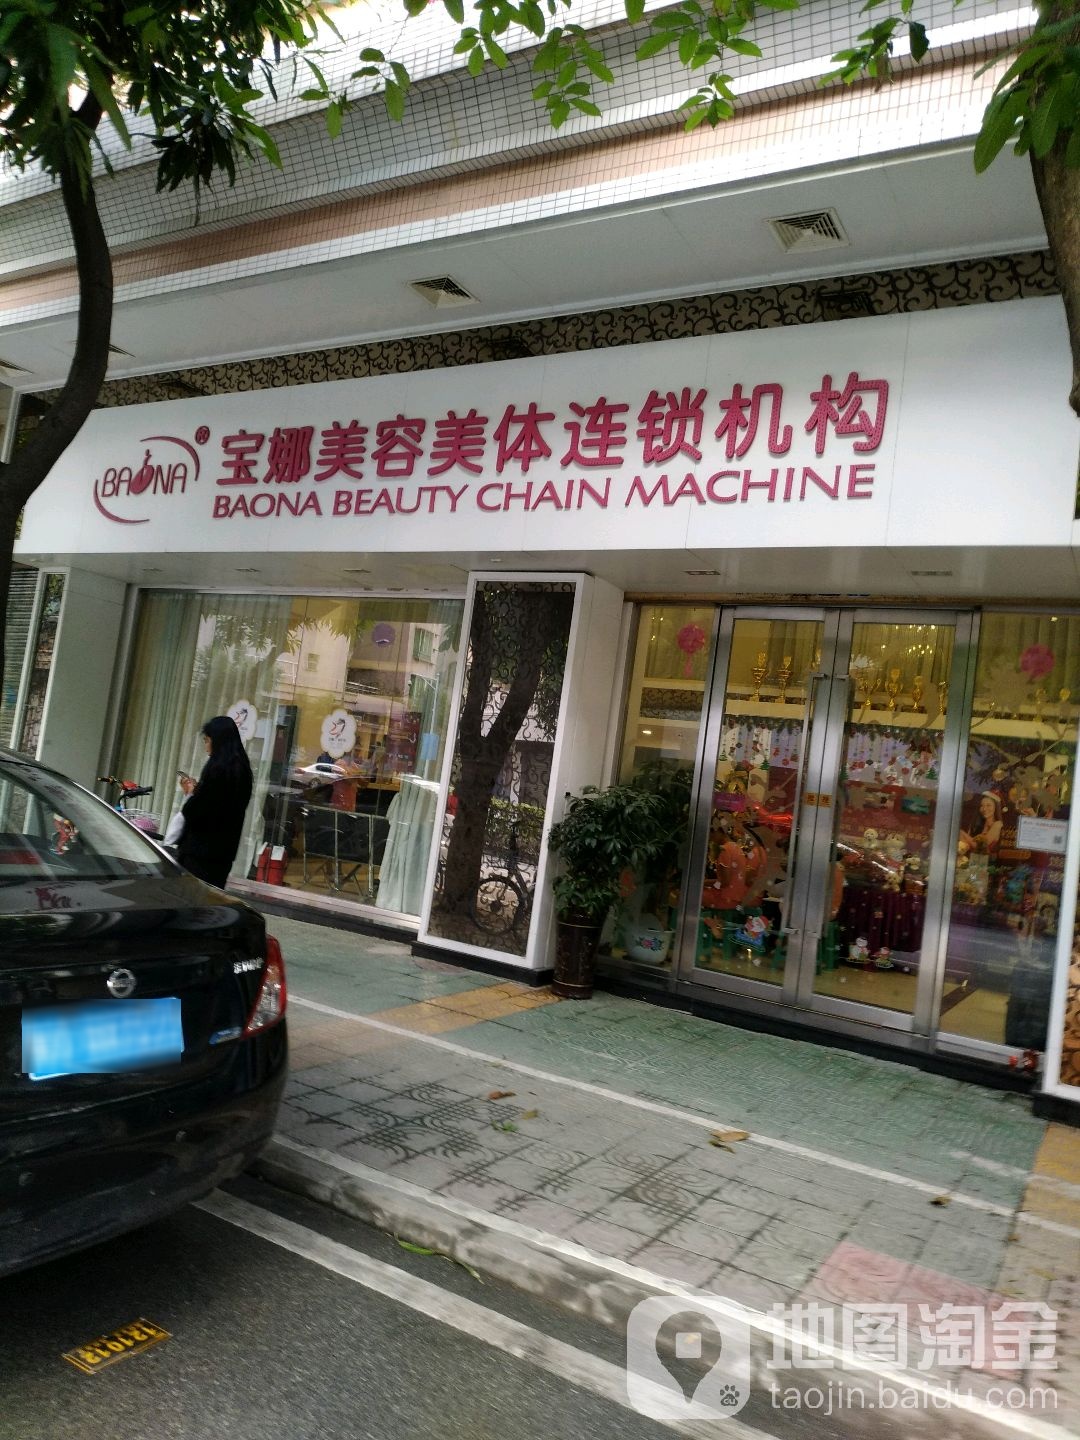 BAONA®
宝娜美容美体连锁机构
BAONA BEAUTY CHAIN MACHINE
121012
地图淘金
taojin.baidu.com